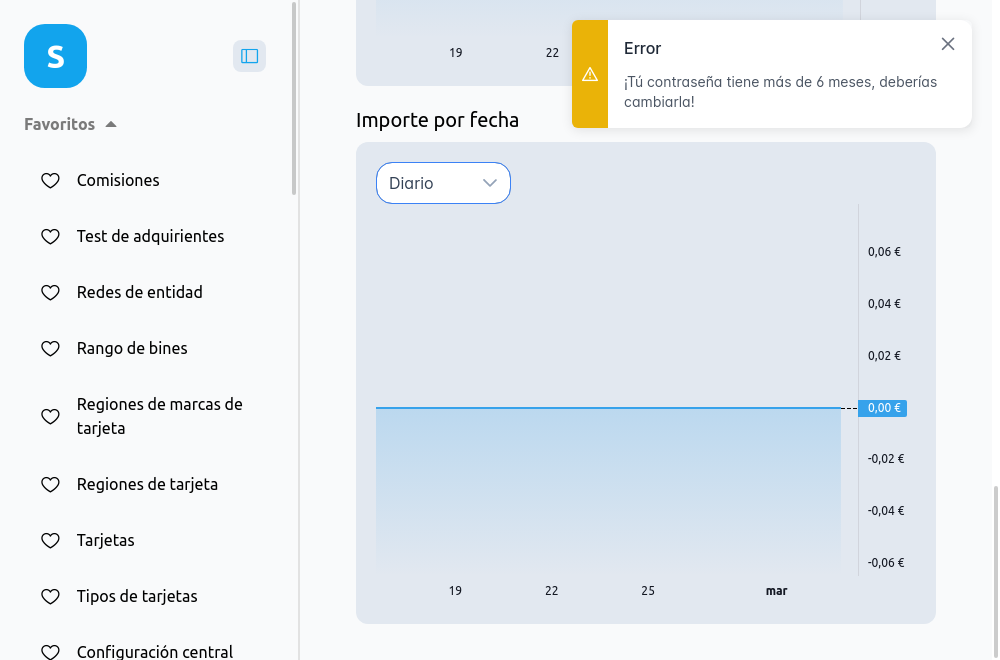 S
Favoritos
Comisiones
Test de adquirientes
Redes de entidad
Rango de bines
Regiones de marcas de
tarjeta
Regiones de tarjeta
Tarjetas
Tipos de tarjetas
Configuración central
19 22
Error
¡Tú contraseña tiene más de 6 meses, deberías
cambiarla!
Importe por fecha
Diario
0,06 €
0,04 €
0,02 €
0,00 €
-0,02 €
-0,04 €
-0,06 €
19 22 25 mar